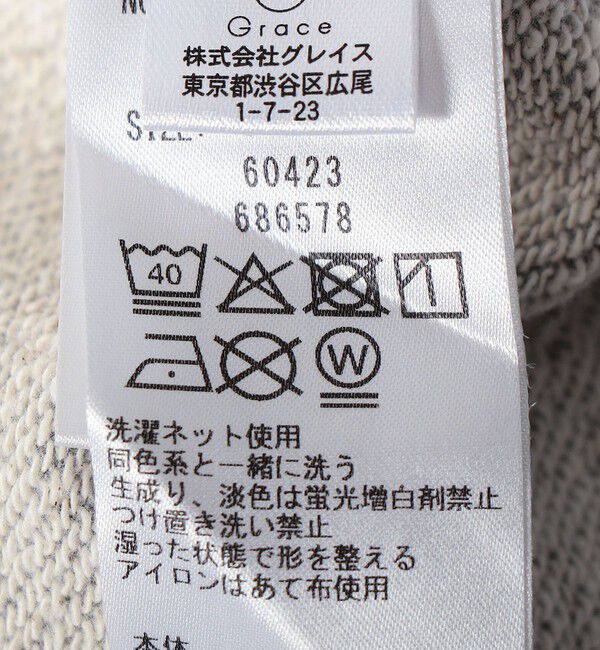 Grace
株式会社グレイス
東京都渋谷区広尾
1-7-23
60423
686578
40
W
洗濯ネット使用
同色系と一緒に洗う
生成り、淡色は蛍光増白剤禁止
つけ置き洗い禁止
湿った状態で形を整える
アイロンはあて布使用
本体